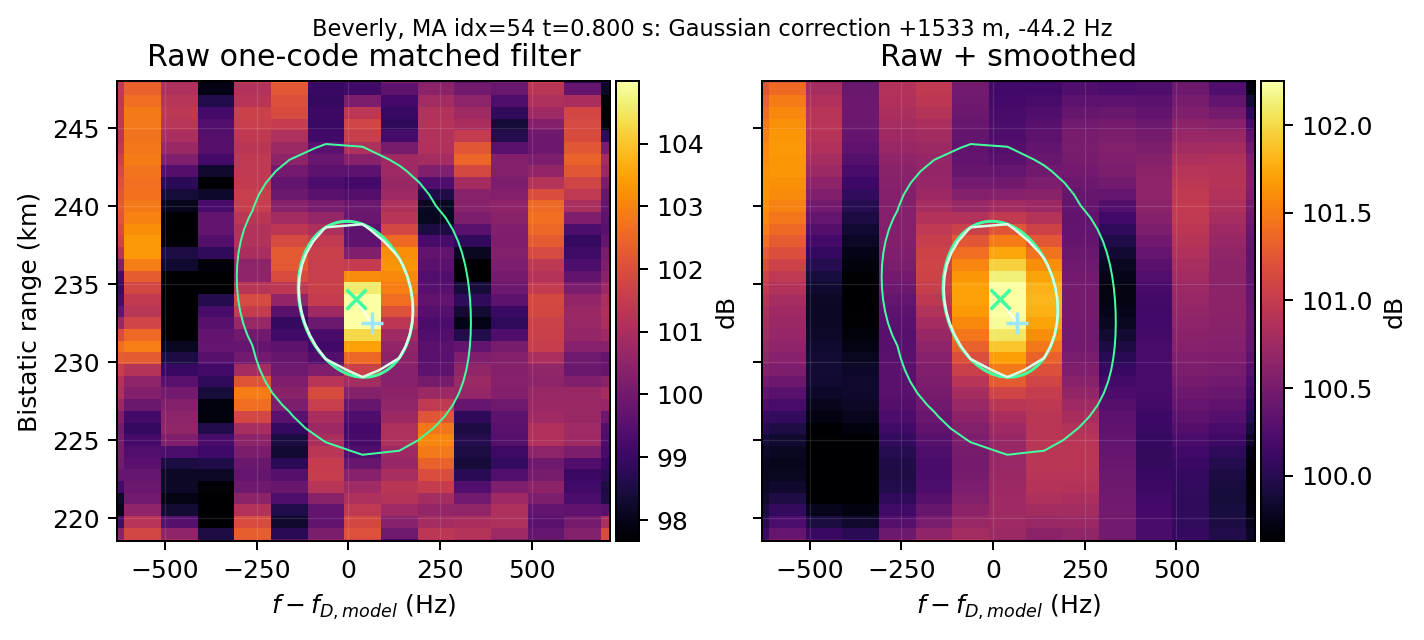 Beverly, MA idx=54 t=0.800 s: Gaussian correction +1533 m, -44.2 Hz
Raw one-code matched filter
Raw + smoothed
Bistatic range (km)
245
240
235
230
225
220
−500 −250 0 250 500
f − f_{D, model} (Hz)
104
103
102
101
100
99
98
dB
−500 −250 0 250 500
f − f_{D, model} (Hz)
102.0
101.5
101.0
100.5
100.0
dB